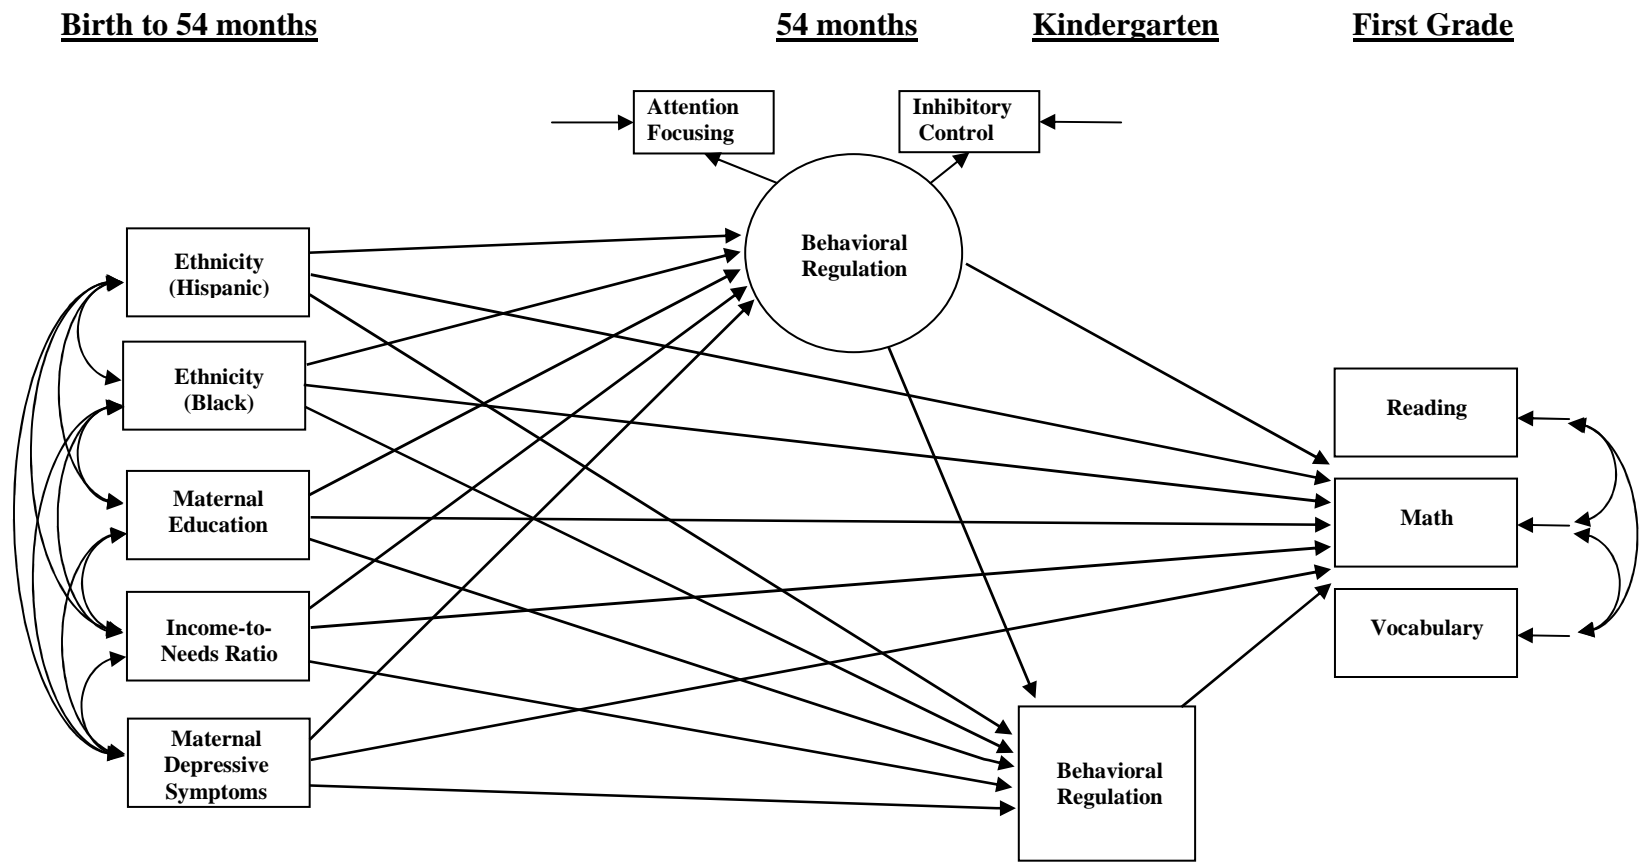 Birth to 54 months
54 months
Kindergarten
First Grade
Attention
Focusing
Inhibitory
Control
Behavioral
Regulation
Ethnicity
(Hispanic)
Ethnicity
(Black)
Maternal
Education
Income-to-
Needs Ratio
Maternal
Depressive
Symptoms
Behavioral
Regulation
Reading
Math
Vocabulary